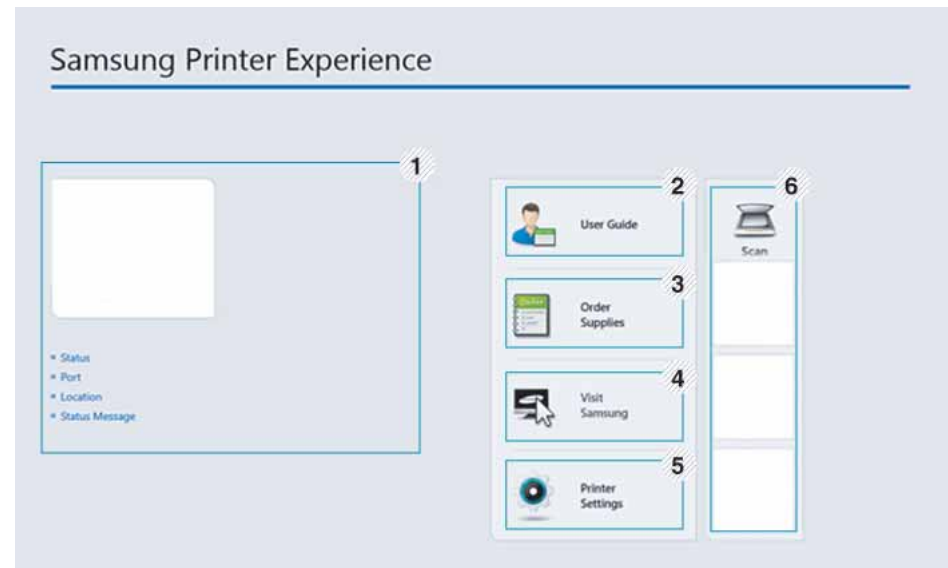 Samsung Printer Experience
1
Status
Port
Location
Status Message
2
User Guide
3
Order
Supplies
4
Visit
Samsung
5
Printer
Settings
6
Scan